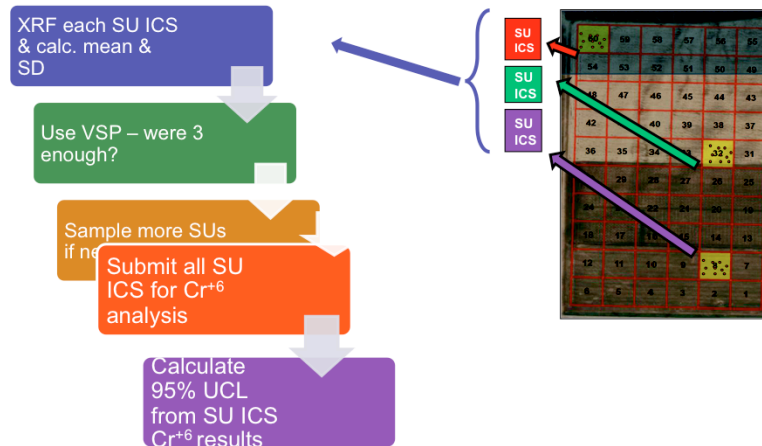 XRF each SU ICS
& calc. mean &
SD
Use VSP – were 3
enough?
Sample more SUs
if ne
Submit all SU
ICS for Cr+6
analysis
Calculate
95% UCL
from SU ICS
Cr+6 results
SU
ICS
SU
ICS
SU
ICS
60 59 58 57 56 55
54 53 52 51 50 49
48 47 46 45 44 43
42 40 39 38 37
36 35 34 32 31
29 28 27 26 25
24 22 21 20 19
18 17 16 15 14 13
12 11 10 9 8 7
6 5 4 3 2 1